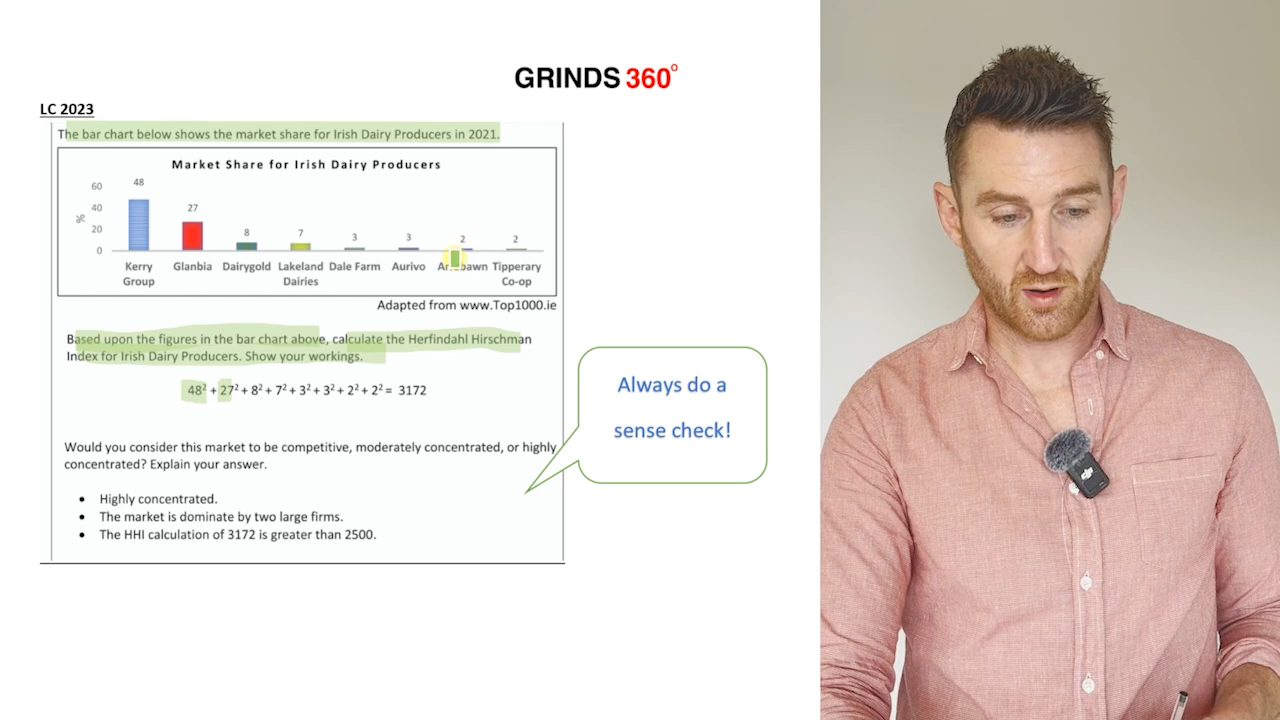 GRINDS 360°
LC 2023
The bar chart below shows the market share for Irish Dairy Producers in 2021.
Market Share for Irish Dairy Producers
%
60
40
20
0
48
27
8
7
3
3
2
2
Kerry Group
Glanbia
Dairygold
Lakeland Dairies
Dale Farm
Aurivo
Tipperary Co-op
Adapted from www.Top1000.ie
Based upon the figures in the bar chart above, calculate the Herfindahl Hirschman
Index for Irish Dairy Producers. Show your workings.
48² + 27² + 8² + 7² + 3² + 3² + 2² + 2² = 3172
Would you consider this market to be competitive, moderately concentrated, or highly
concentrated? Explain your answer.
• Highly concentrated.
• The market is dominate by two large firms.
• The HHI calculation of 3172 is greater than 2500.
Always do a
sense check!